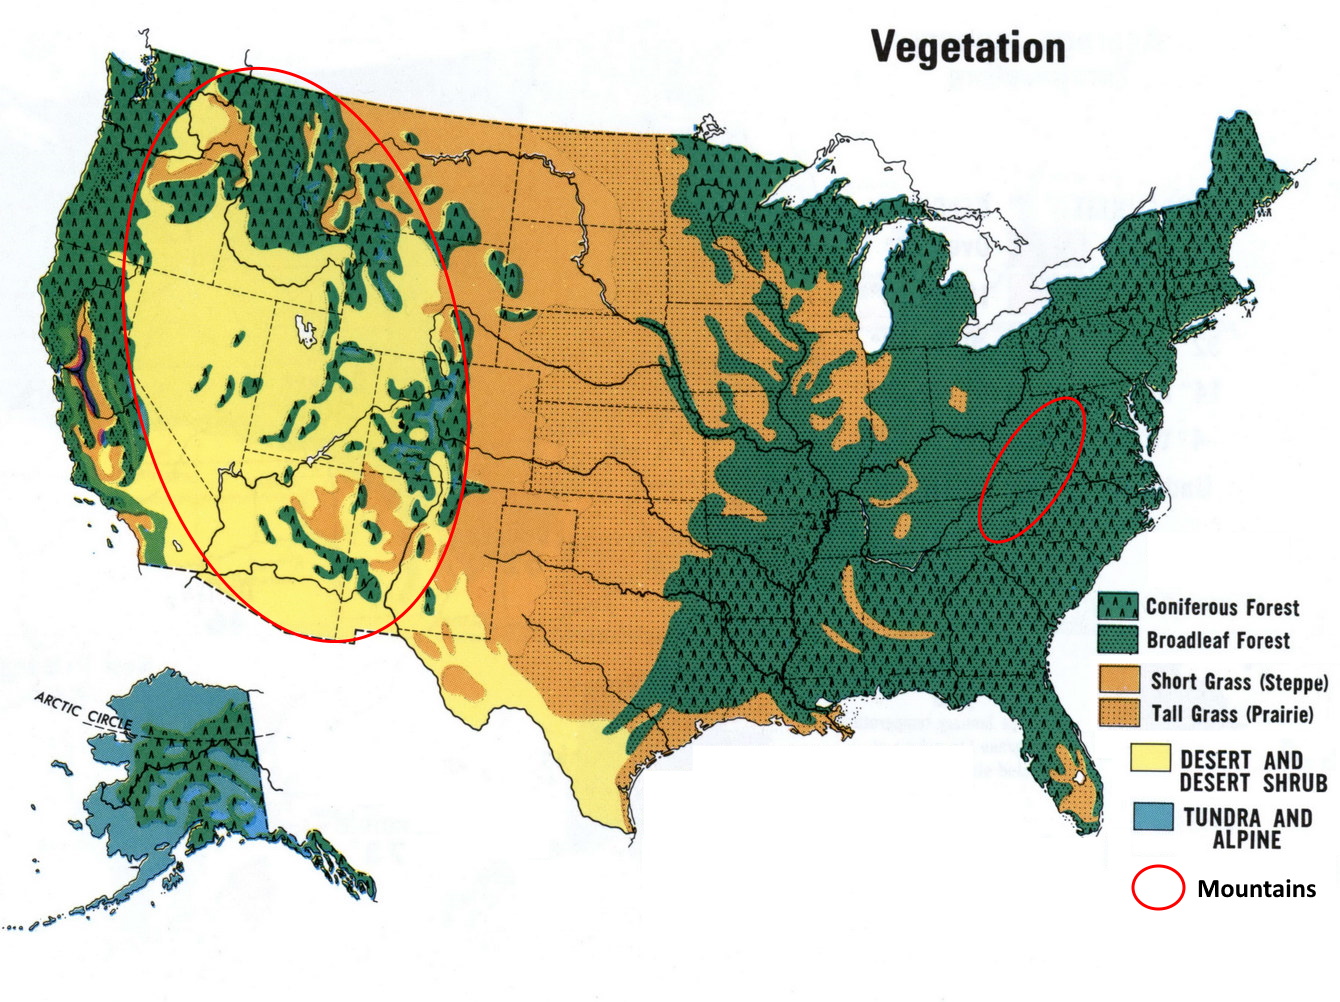 Vegetation
ARCTIC CIRCLE
Coniferous Forest
Broadleaf Forest
Short Grass (Steppe)
Tall Grass (Prairie)
DESERT AND
DESERT SHRUB
TUNDRA AND
ALPINE
Mountains